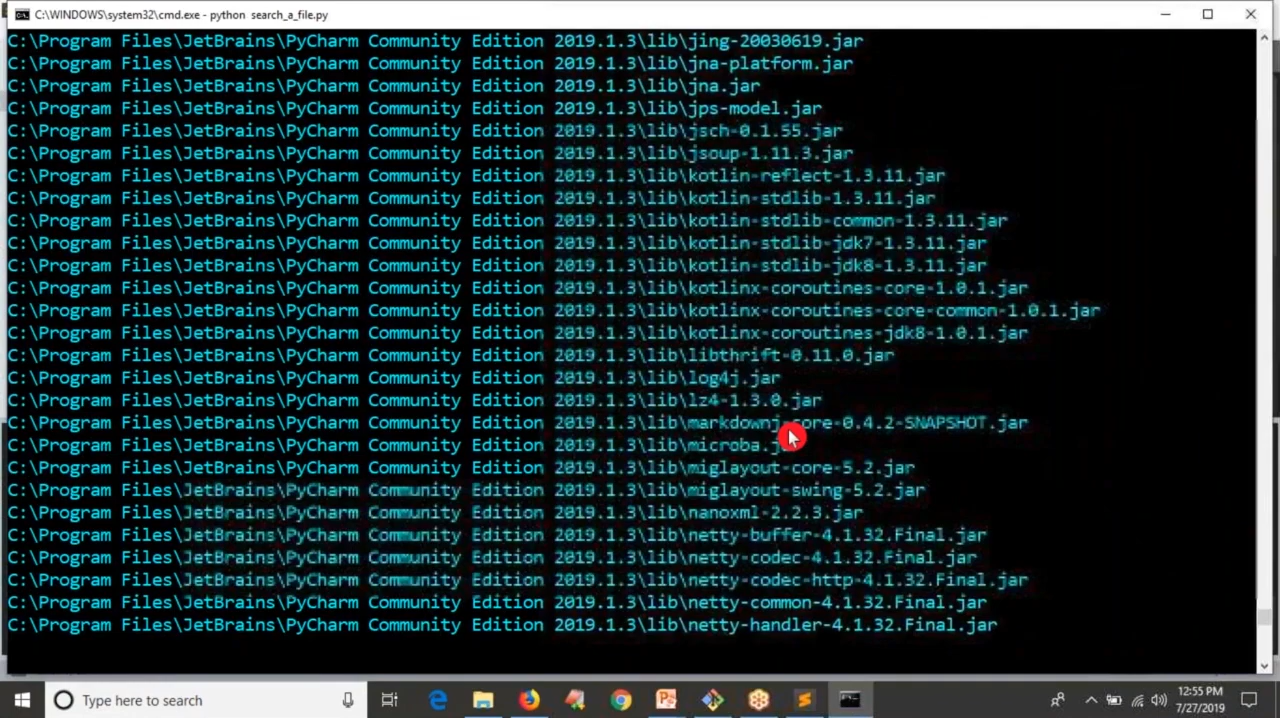 C:\WINDOWS\system32\cmd.exe - python search_a_file.py
C:\Program Files\JetBrains\PyCharm Community Edition 2019.1.3\lib\jing-20030619.jar
C:\Program Files\JetBrains\PyCharm Community Edition 2019.1.3\lib\jna-platform.jar
C:\Program Files\JetBrains\PyCharm Community Edition 2019.1.3\lib\jna.jar
C:\Program Files\JetBrains\PyCharm Community Edition 2019.1.3\lib\jps-model.jar
C:\Program Files\JetBrains\PyCharm Community Edition 2019.1.3\lib\jsch-0.1.55.jar
C:\Program Files\JetBrains\PyCharm Community Edition 2019.1.3\lib\jsoup-1.11.3.jar
C:\Program Files\JetBrains\PyCharm Community Edition 2019.1.3\lib\kotlin-reflect-1.3.11.jar
C:\Program Files\JetBrains\PyCharm Community Edition 2019.1.3\lib\kotlin-stdlib-1.3.11.jar
C:\Program Files\JetBrains\PyCharm Community Edition 2019.1.3\lib\kotlin-stdlib-common-1.3.11.jar
C:\Program Files\JetBrains\PyCharm Community Edition 2019.1.3\lib\kotlin-stdlib-jdk7-1.3.11.jar
C:\Program Files\JetBrains\PyCharm Community Edition 2019.1.3\lib\kotlin-stdlib-jdk8-1.3.11.jar
C:\Program Files\JetBrains\PyCharm Community Edition 2019.1.3\lib\kotlinx-coroutines-core-1.0.1.jar
C:\Program Files\JetBrains\PyCharm Community Edition 2019.1.3\lib\kotlinx-coroutines-core-common-1.0.1.jar
C:\Program Files\JetBrains\PyCharm Community Edition 2019.1.3\lib\kotlinx-coroutines-jdk8-1.0.1.jar
C:\Program Files\JetBrains\PyCharm Community Edition 2019.1.3\lib\libthrift-0.11.0.jar
C:\Program Files\JetBrains\PyCharm Community Edition 2019.1.3\lib\log4j.jar
C:\Program Files\JetBrains\PyCharm Community Edition 2019.1.3\lib\lz4-1.3.0.jar
C:\Program Files\JetBrains\PyCharm Community Edition 2019.1.3\lib\markdownj-core-0.4.2-SNAPSHOT.jar
C:\Program Files\JetBrains\PyCharm Community Edition 2019.1.3\lib\microba.j
C:\Program Files\JetBrains\PyCharm Community Edition 2019.1.3\lib\miglayout-core-5.2.jar
C:\Program Files\JetBrains\PyCharm Community Edition 2019.1.3\lib\miglayout-swing-5.2.jar
C:\Program Files\JetBrains\PyCharm Community Edition 2019.1.3\lib\nanoxml-2.2.3.jar
C:\Program Files\JetBrains\PyCharm Community Edition 2019.1.3\lib\netty-buffer-4.1.32.Final.jar
C:\Program Files\JetBrains\PyCharm Community Edition 2019.1.3\lib\netty-codec-4.1.32.Final.jar
C:\Program Files\JetBrains\PyCharm Community Edition 2019.1.3\lib\netty-codec-http-4.1.32.Final.jar
C:\Program Files\JetBrains\PyCharm Community Edition 2019.1.3\lib\netty-common-4.1.32.Final.jar
C:\Program Files\JetBrains\PyCharm Community Edition 2019.1.3\lib\netty-handler-4.1.32.Final.jar
Type here to search
12:55 PM
7/27/2019